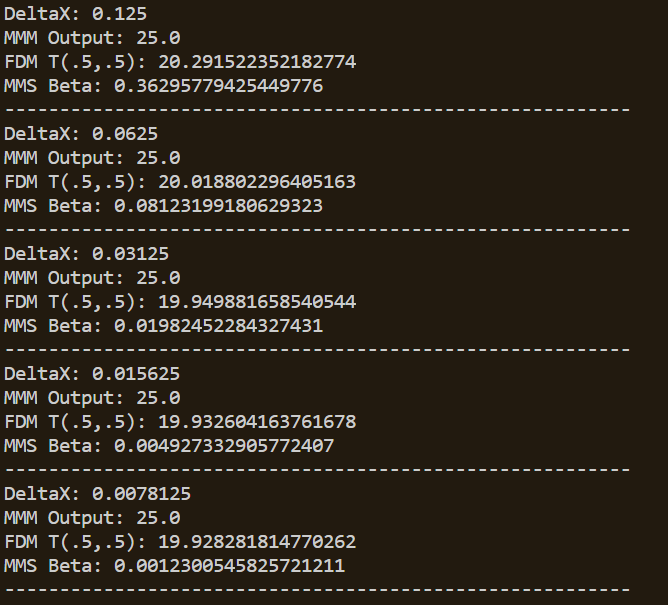 DeltaX: 0.125
MMM Output: 25.0
FDM T(.5,.5): 20.291522352182774
MMS Beta: 0.36295779425449776
---------------------------------------------------------
DeltaX: 0.0625
MMM Output: 25.0
FDM T(.5,.5): 20.018802296405163
MMS Beta: 0.08123199180629323
---------------------------------------------------------
DeltaX: 0.03125
MMM Output: 25.0
FDM T(.5,.5): 19.949881658540544
MMS Beta: 0.01982452284327431
---------------------------------------------------------
DeltaX: 0.015625
MMM Output: 25.0
FDM T(.5,.5): 19.932604163761678
MMS Beta: 0.004927332905772407
---------------------------------------------------------
DeltaX: 0.0078125
MMM Output: 25.0
FDM T(.5,.5): 19.928281814770262
MMS Beta: 0.0012300545825721211
---------------------------------------------------------